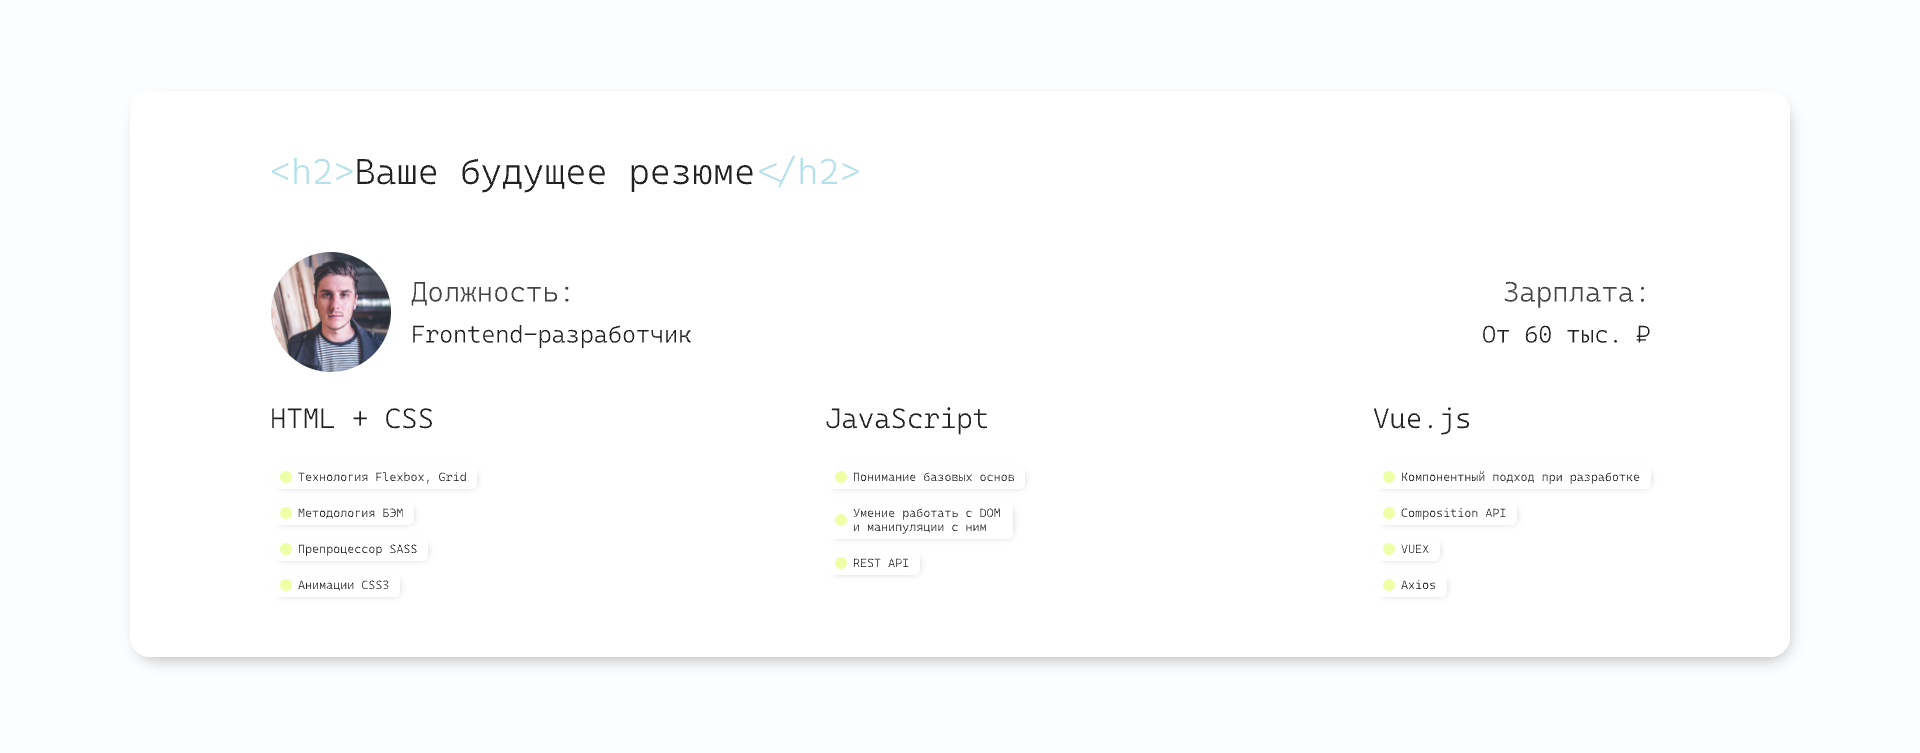 <h2>Ваше будущее резюме</h2>
Должность:
Frontend-разработчик
Зарплата:
От 60 тыс. ₽
HTML + CSS
Технология Flexbox, Grid
Методология БЭМ
Препроцессор SASS
Анимации CSS3
JavaScript
Понимание базовых основ
Умение работать с DOM
и манипуляции с ним
REST API
Vue.js
Компонентный подход при разработке
Composition API
VUEX
Axios